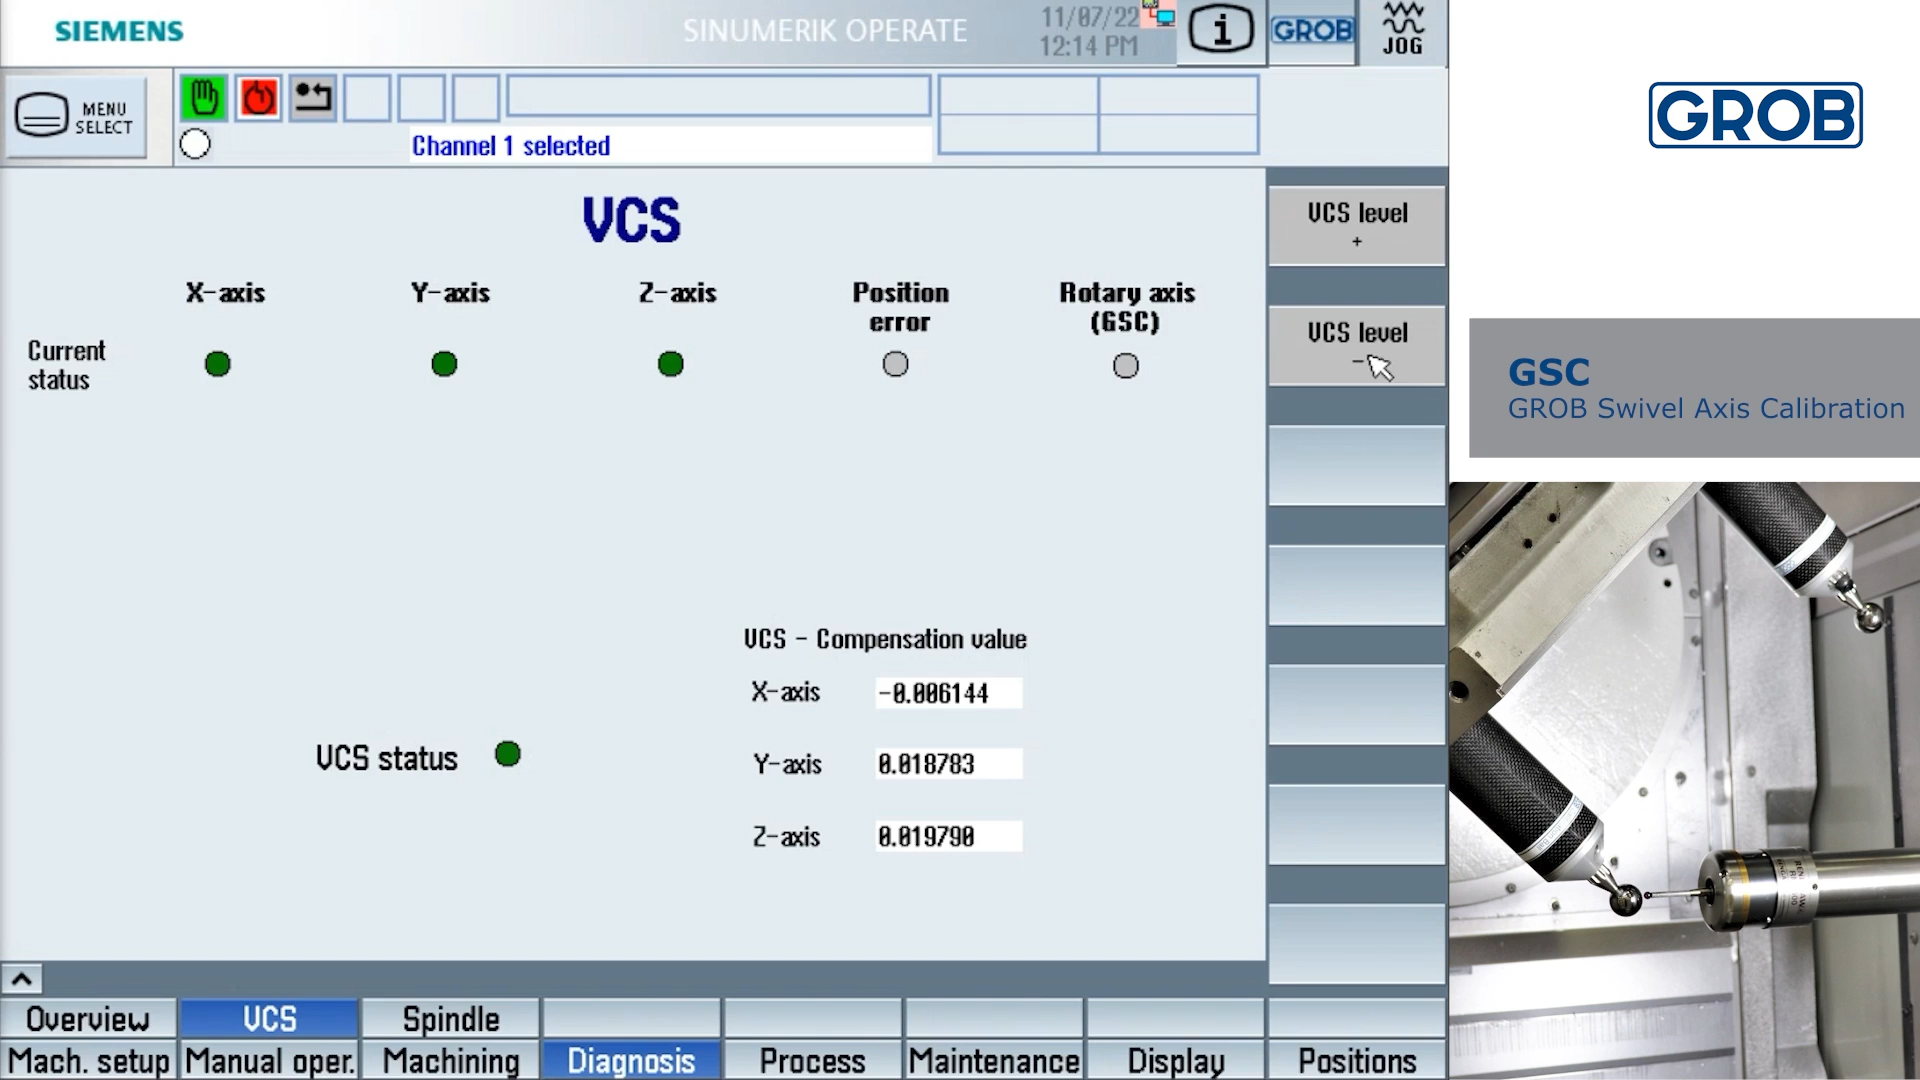 SIEMENS
SINUMERIK OPERATE
11/07/22
12:14 PM
i
GROB
JOG
MENU
SELECT
Channel 1 selected
VCS
X-axis
Y-axis
Z-axis
Position
error
Rotary axis
(GSC)
Current
status
VCS - Compensation value
X-axis
-0.006144
VCS status
Y-axis
0.018783
Z-axis
0.019790
VCS level
+
VCS level
-
Overview
VCS
Spindle
Mach. setup
Manual oper.
Machining
Diagnosis
Process
Maintenance
Display
Positions
GROB
GSC
GROB Swivel Axis Calibration